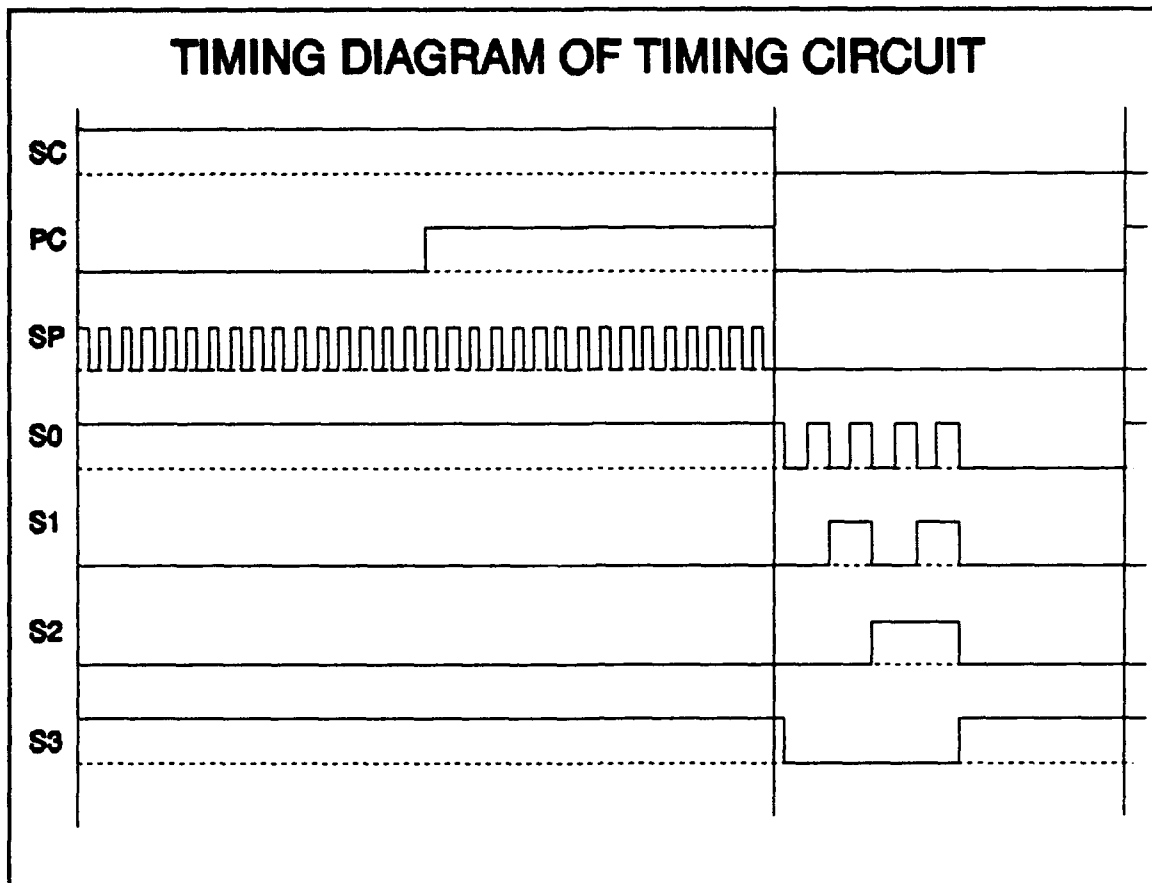 TIMING DIAGRAM OF TIMING CIRCUIT
SC
PC
SP
S0
S1
S2
S3